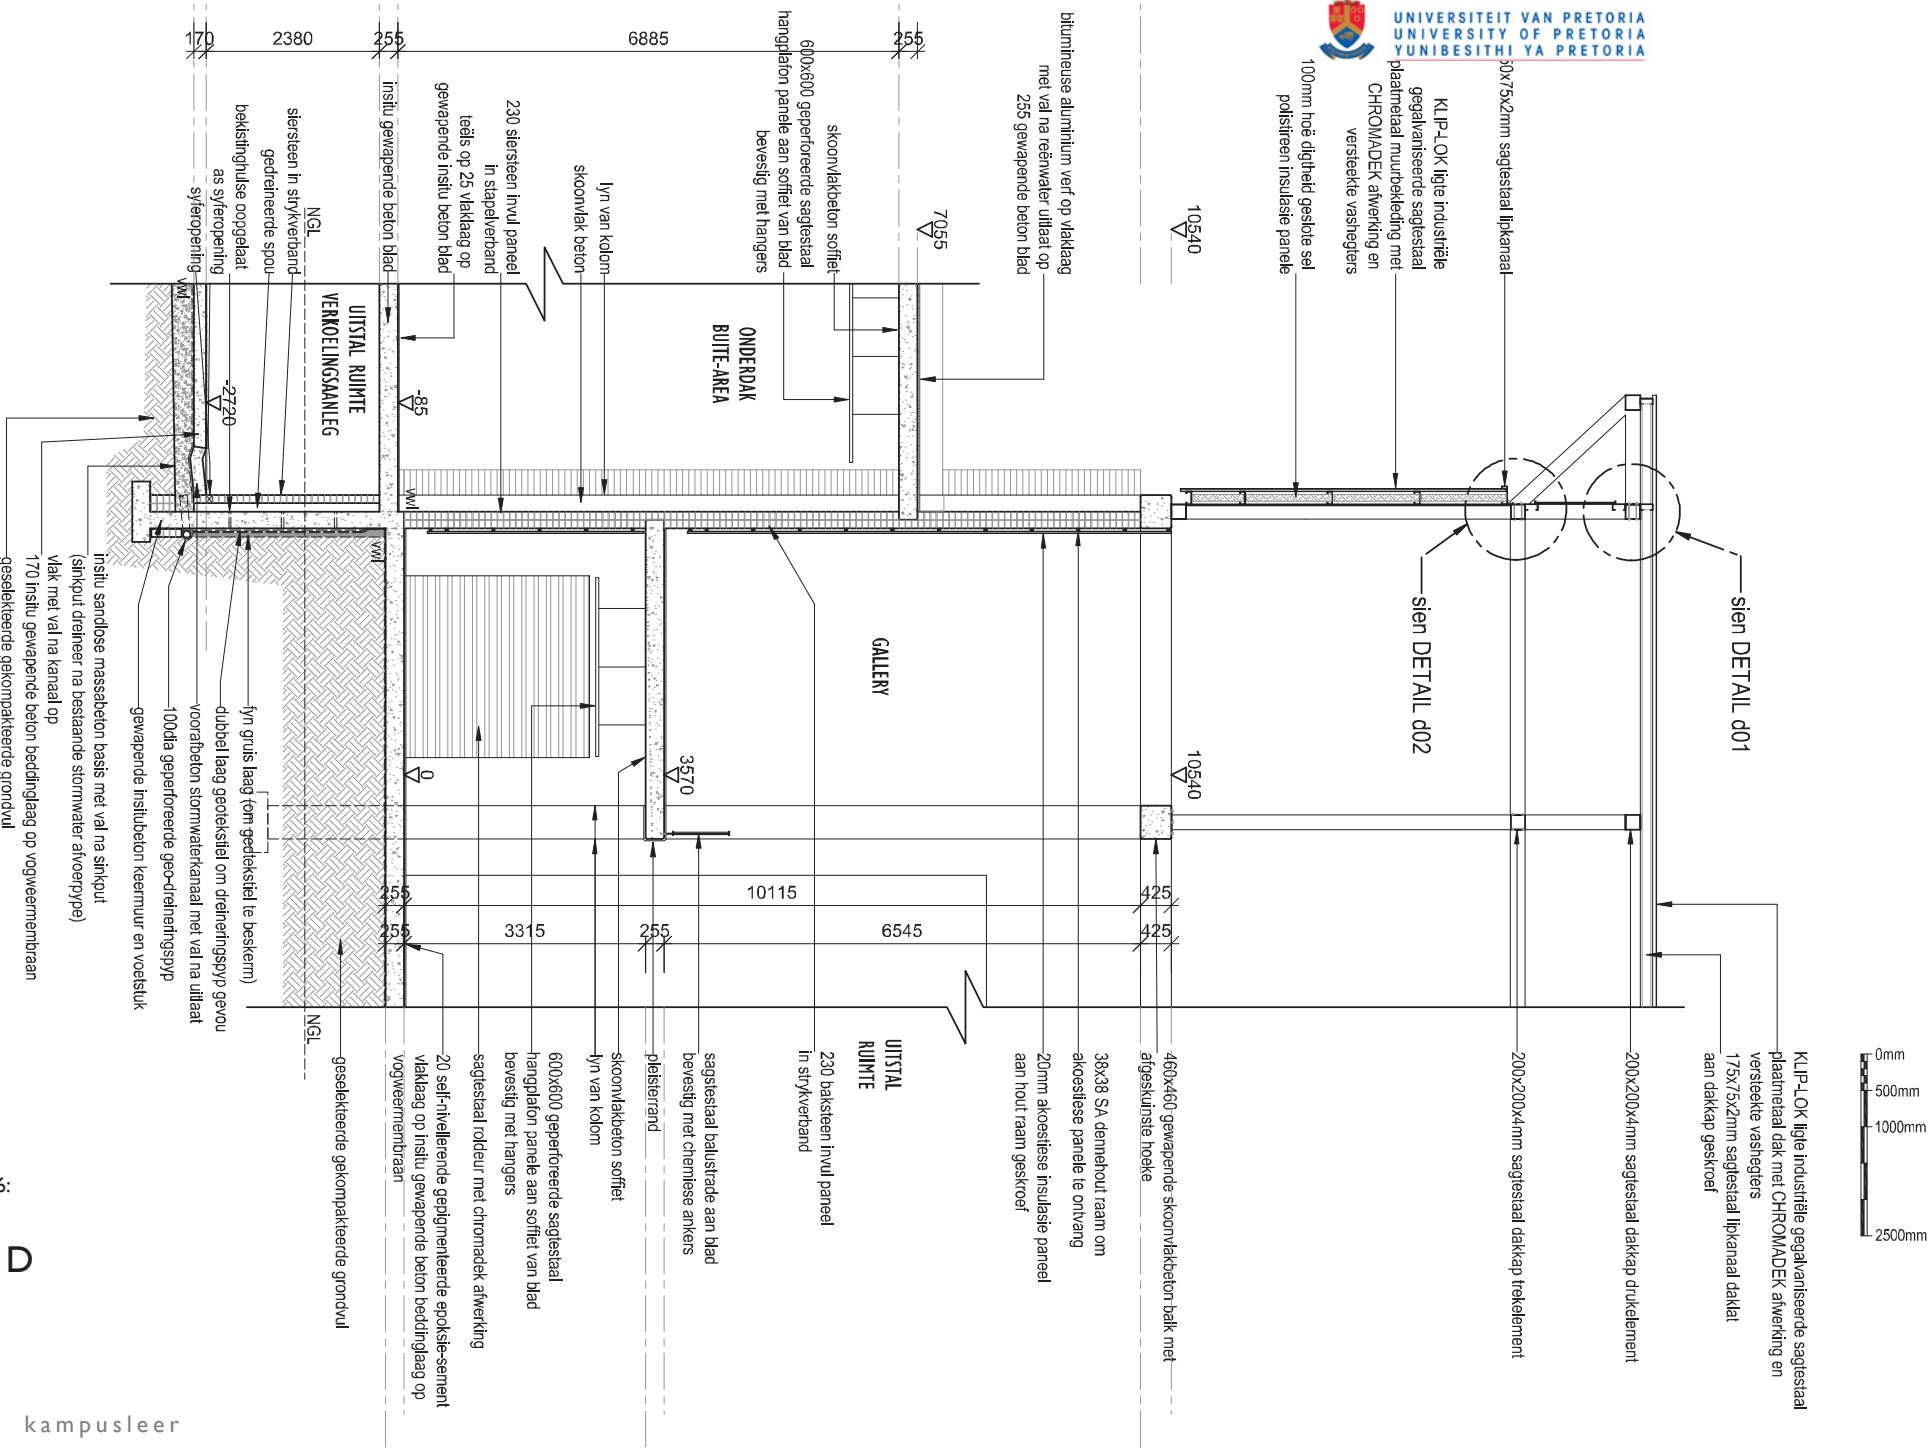 UNIVERSITEIT VAN PRETORIA
UNIVERSITY OF PRETORIA
YUNIBESITHI YA PRETORIA
170
2380
255
6885
255
bitumineuse aluminium verf op vlaklaag
met val na reënwater uitlaat op
255 gewapende beton blad
skoonvlakbeton soffiet
600x600 geperforeerde sagtestaal
hangplafon panele aan soffiet van blad
bevestig met hangers
lyn van kolom
skoonvlak beton
230 siersteen invul paneel
in stapelverband
teëls op 25 vlaklaag op
gewapende insitu beton blad
insitu gewapende beton blad
siersteen in strykverband
gedreineerde spou
bekistinghulse oopgelaat
as syferopening
syferopening
sagtestaal lipkanaal
KLIP-LOK ligte industriële
gegalvaniseerde sagtestaal
plaatmetaal muurbekleding met
CHROMADEK afwerking en
versteekte vashegters
100mm hoë digtheid geslote sel
polistireen insulasie panele
10540
7055
-85
-2720
NGL
vwl
vwl
vwl
UITSTAL RUIMTE
VERKOELINGSAANLEG
ONDERDAK
BUITE-AREA
GALLERY
UITSTAL
RUIMTE
sien DETAIL d01
sien DETAIL d02
10540
3570
0
255
10115
425
255
3315
255
6545
425
NGL
fyn gruis laag (om geotekstiel te beskerm)
dubbel laag geotekstiel om dreineringspyp gevou
voorafbeton stormwaterkanaal met val na uitlaat
100dia geperforeerde geo-dreineringspyp
gewapende insitubeton keermuur en voetstuk
insitu sandlose massabeton basis met val na sinkput
(sinkput dreineer na bestaande stormwater afvoerpype)
vlak met val na kanaal op
170 insitu gewapende beton beddinglaag op vogweermembraan
geselekteerde gekompakteerde grondvul
KLIP-LOK ligte industriële gegalvaniseerde sagtestaal
plaatmetaal dak met CHROMADEK afwerking en
versteekte vashegters
175x75x2mm sagtestaal lipkanaal daklat
aan dakkap geskroef
200x200x4mm sagtestaal dakkap drukelement
200x200x4mm sagtestaal dakkap trekelement
460x460 gewapende skoonvlakbeton balk met
afgeskuinste hoeke
38x38 SA dennehout raam om
akoestiese panele te ontvang
20mm akoestiese insulasie paneel
aan hout raam geskroef
230 baksteen invul paneel
in strykverband
sagstestaal balustrade aan blad
bevestig met chemiese ankers
pleisterrand
skoonvlakbeton soffiet
lyn van kolom
600x600 geperforeerde sagtestaal
hangplafon panele aan soffiet van blad
bevestig met hangers
sagtestaal roldeur met chromadek afwerking
20 self-nivellerende gepigmenteerde epoksie-sement
vlaklaag op insitu gewapende beton beddinglaag op
vogweermembraan
geselekteerde gekompakteerde grondvul
0mm
500mm
1000mm
2500mm
D
kampusleer